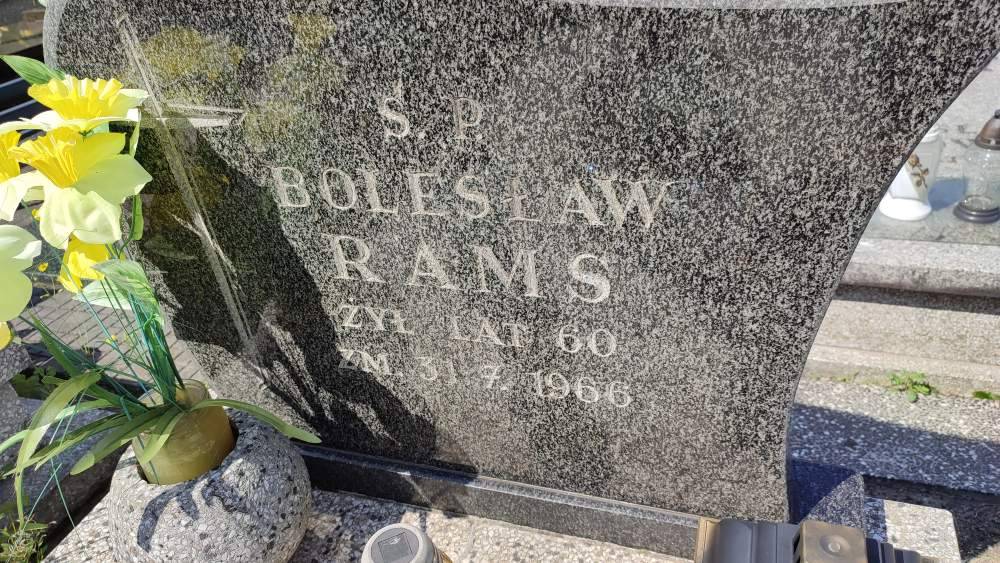 Ś. P.
BOLESŁAW
RAMS
ŻYŁ LAT 60
ZM. 31. 7. 1966